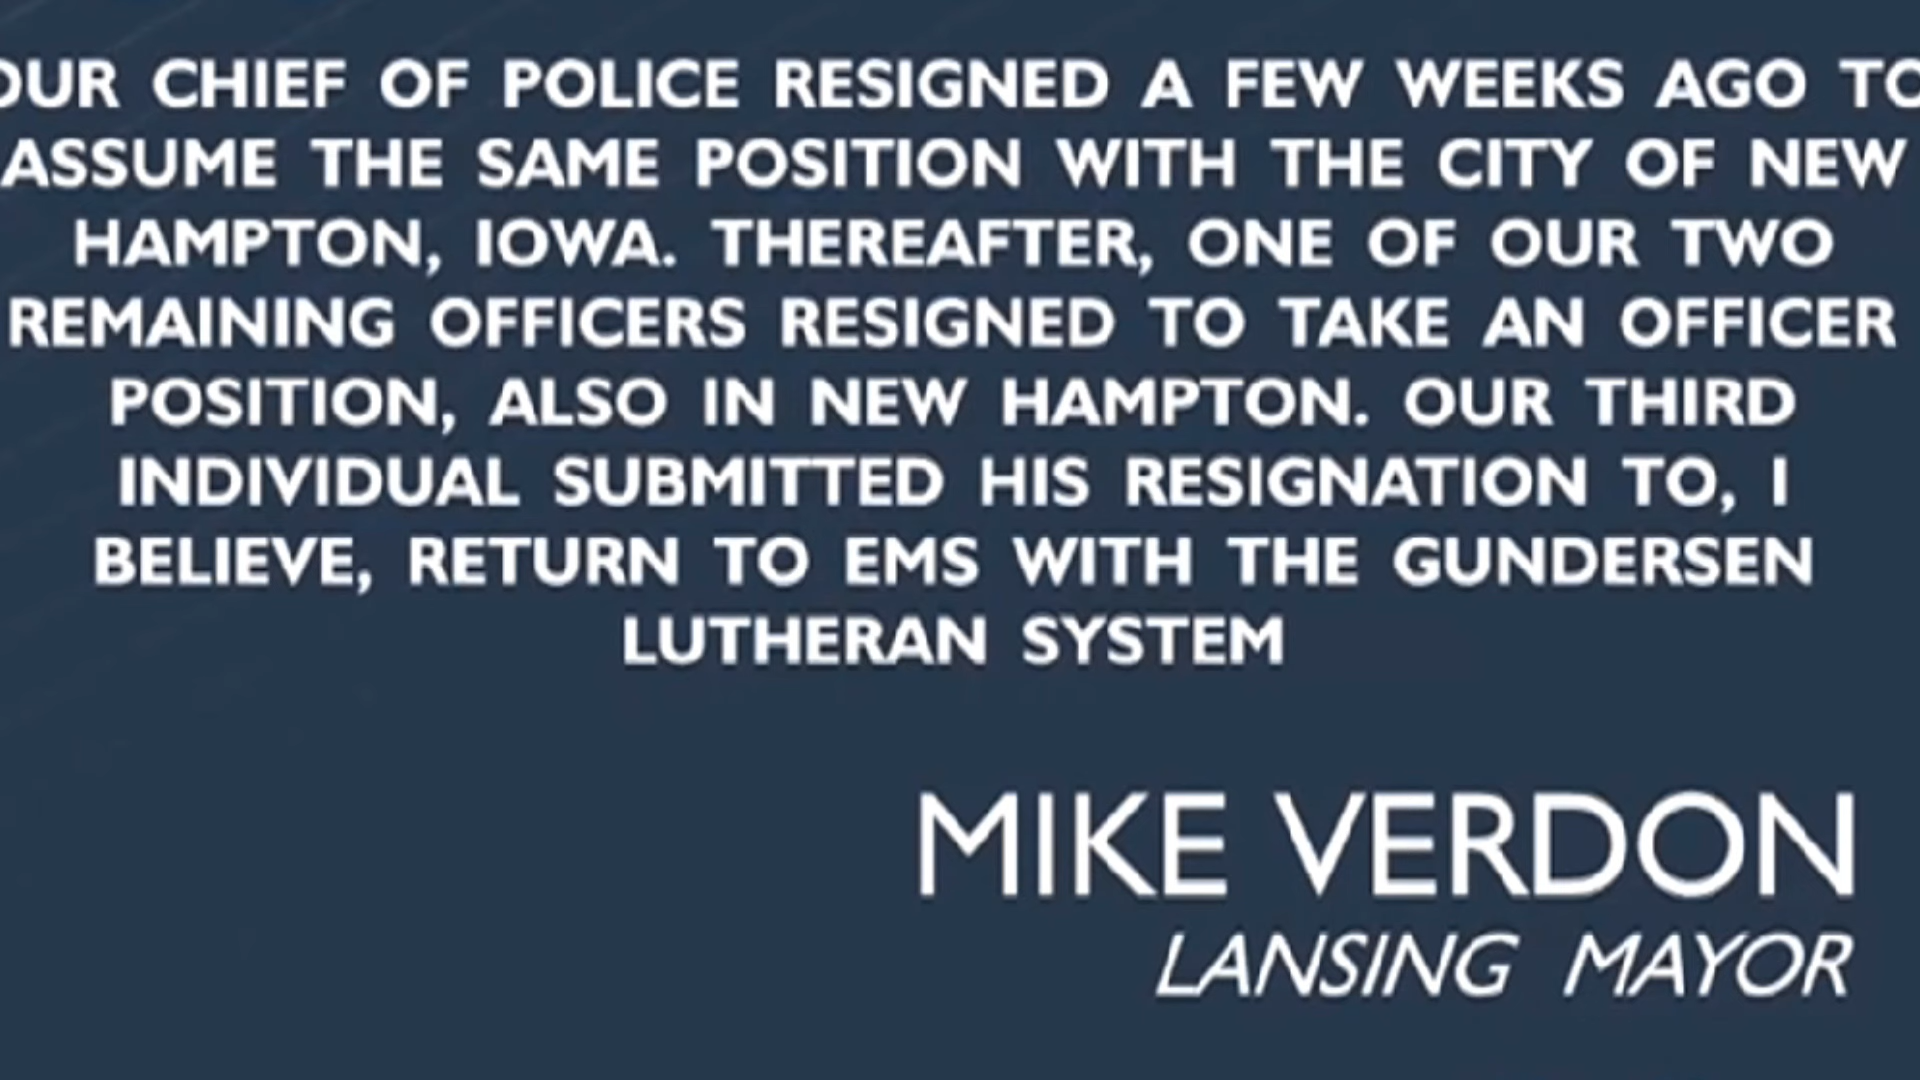 OUR CHIEF OF POLICE RESIGNED A FEW WEEKS AGO TO
ASSUME THE SAME POSITION WITH THE CITY OF NEW
HAMPTON, IOWA. THEREAFTER, ONE OF OUR TWO
REMAINING OFFICERS RESIGNED TO TAKE AN OFFICER
POSITION, ALSO IN NEW HAMPTON. OUR THIRD
INDIVIDUAL SUBMITTED HIS RESIGNATION TO, I
BELIEVE, RETURN TO EMS WITH THE GUNDERSEN
LUTHERAN SYSTEM
MIKE VERDON
LANSING MAYOR